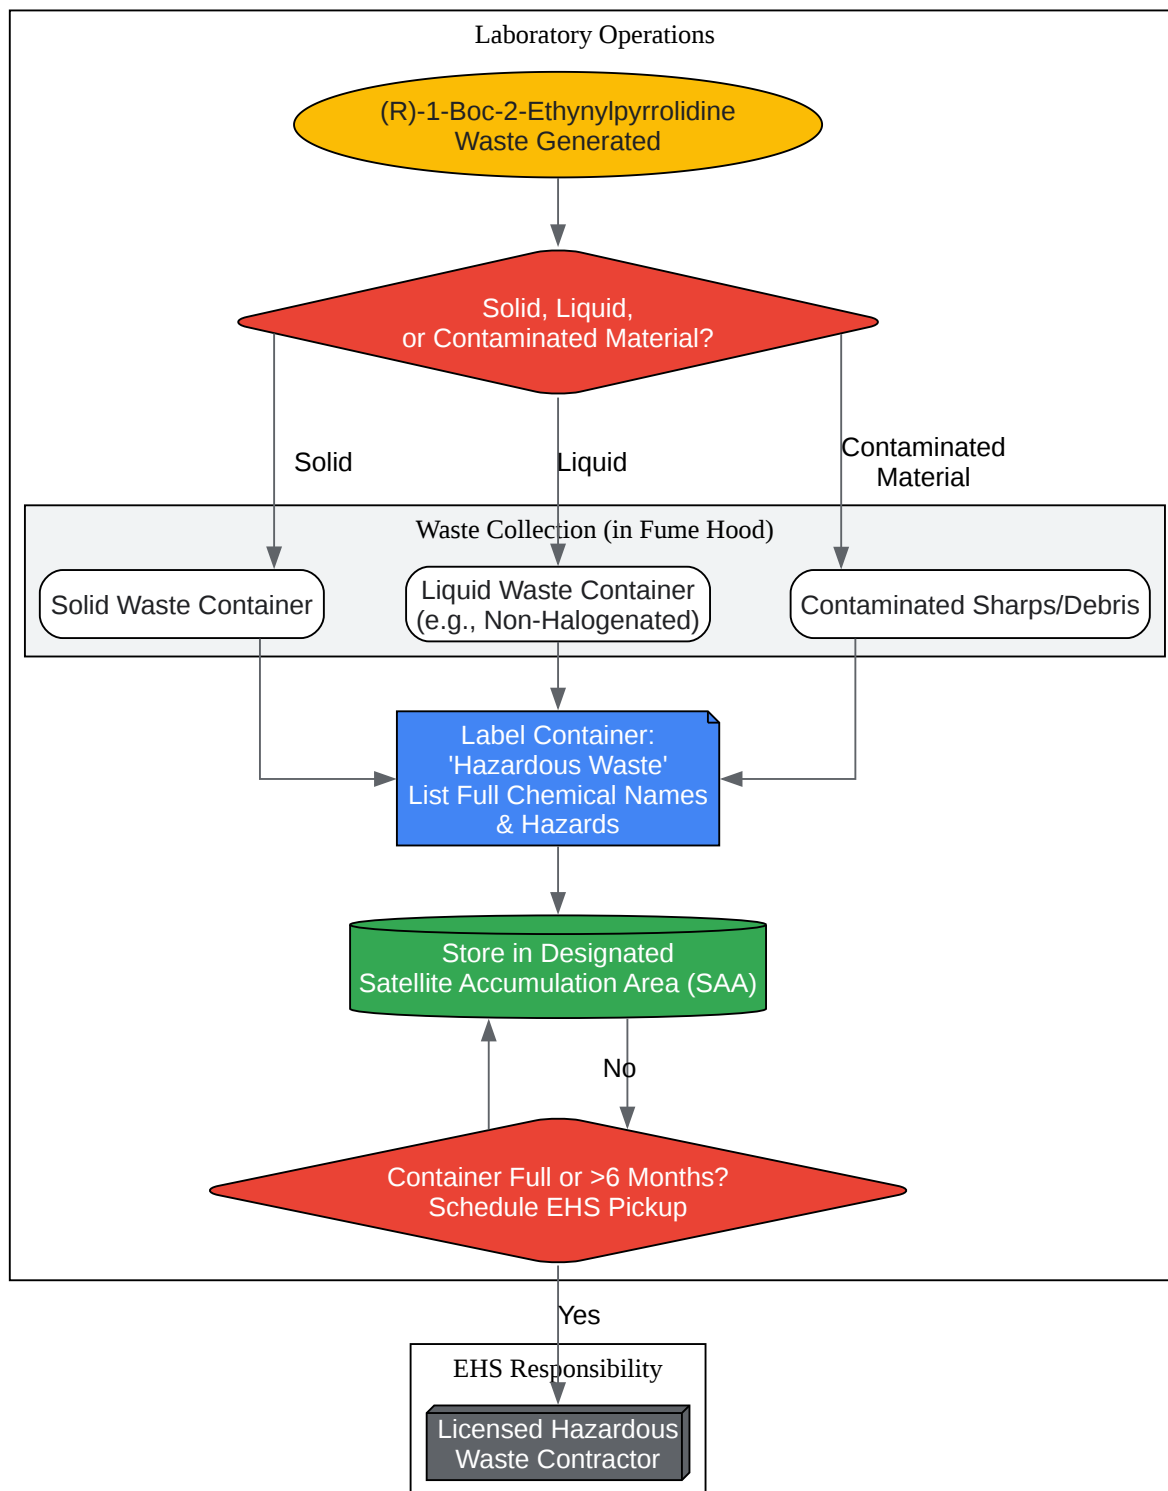 Laboratory Operations
(R)-1-Boc-2-Ethynylpyrrolidine
Waste Generated
Solid, Liquid,
or Contaminated Material?
Solid
Liquid
Contaminated
Material
Waste Collection (in Fume Hood)
Solid Waste Container
Liquid Waste Container
(e.g., Non-Halogenated)
Contaminated Sharps/Debris
Label Container:
'Hazardous Waste'
List Full Chemical Names
& Hazards
Store in Designated
Satellite Accumulation Area (SAA)
No
Container Full or >6 Months?
Schedule EHS Pickup
Yes
EHS Responsibility
Licensed Hazardous
Waste Contractor